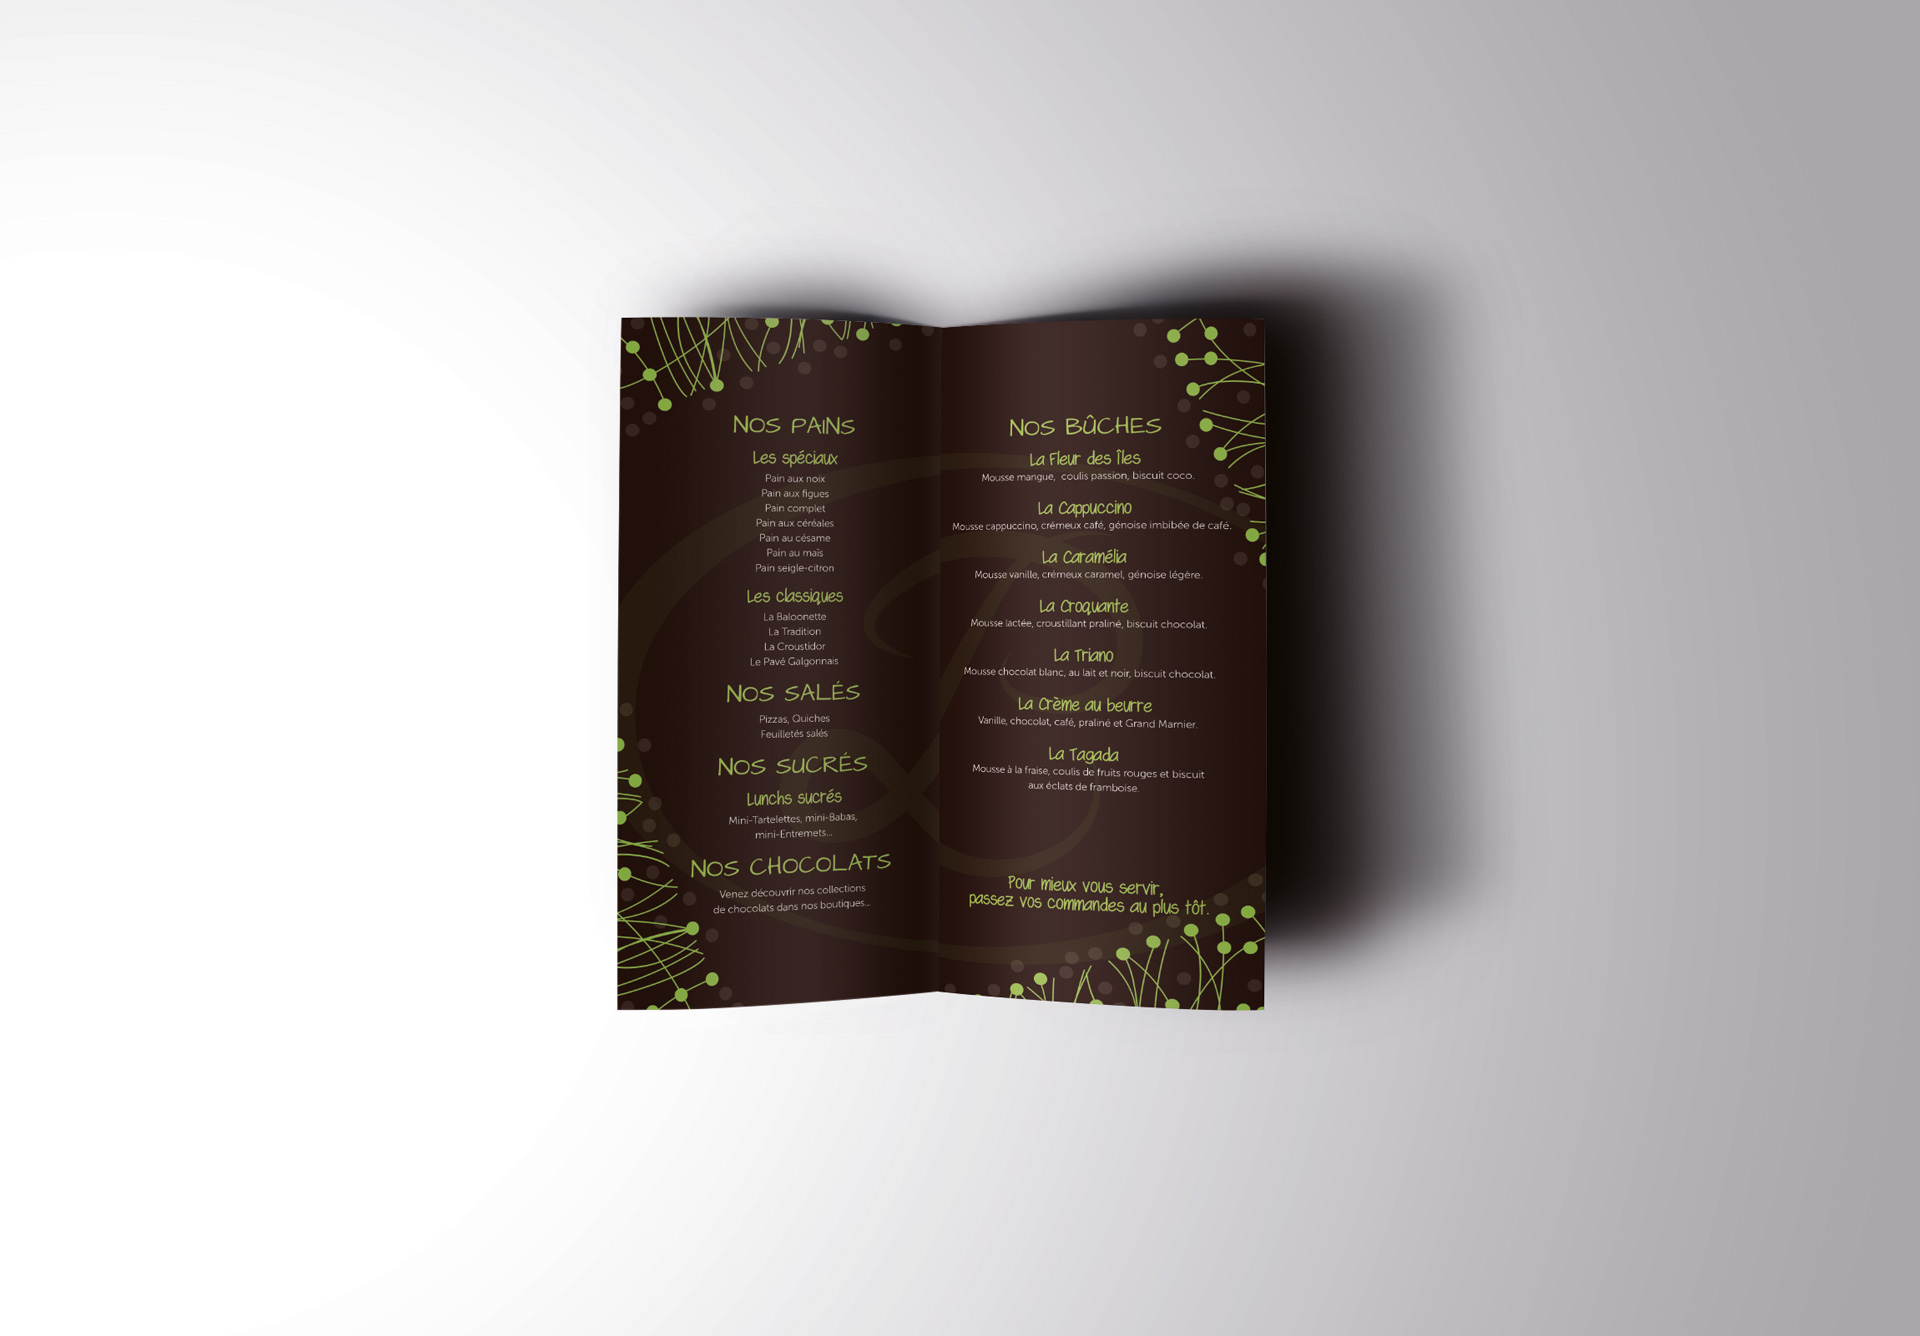 NOS PAINS
Les spéciaux
Pain aux noix
Pain aux figues
Pain complet
Pain aux céréales
Pain au césame
Pain au maïs
Pain seigle-citron
Les classiques
La Baloonette
La Tradition
La Croustidor
Le Pavé Galgonnais
NOS SALÉS
Pizzas, Quiches
Feuilletés salés
NOS SUCRÉS
Lunchs sucrés
Mini-Tartelettes, mini-Babas,
mini-Entremets...
NOS CHOCOLATS
Venez découvrir nos collections
de chocolats dans nos boutiques...
NOS BÛCHES
La Fleur des Îles
Mousse mangue, coulis passion, biscuit coco.
La Cappuccino
Mousse cappuccino, crémeux café, génoise imbibée de café.
La Caramélia
Mousse vanille, crémeux caramel, génoise légère.
La Croquante
Mousse lactée, croustillant praliné, biscuit chocolat.
La Triano
Mousse chocolat blanc, au lait et noir, biscuit chocolat.
La Crème au beurre
Vanille, chocolat, café, praliné et Grand Marnier.
La Tagada
Mousse à la fraise, coulis de fruits rouges et biscuit
aux éclats de framboise.
Pour mieux vous servir,
passez vos commandes au plus tôt.